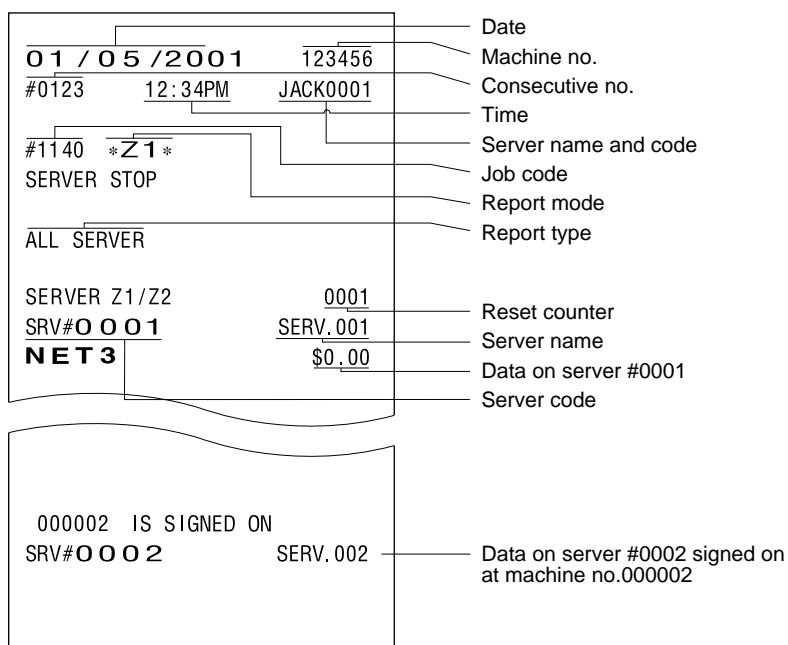 Date
01/05/2001 123456
Machine no.
#0123 12:34PM JACK0001
Consecutive no.
Time
Server name and code
#1140 *Z1*
Job code
SERVER STOP
Report mode
ALL SERVER
Report type
SERVER Z1/Z2 0001
Reset counter
SRV#0001 SERV.001
Server name
NET3 $0.00
Data on server #0001
Server code
000002 IS SIGNED ON
SRV#0002 SERV.002
Data on server #0002 signed on
at machine no.000002